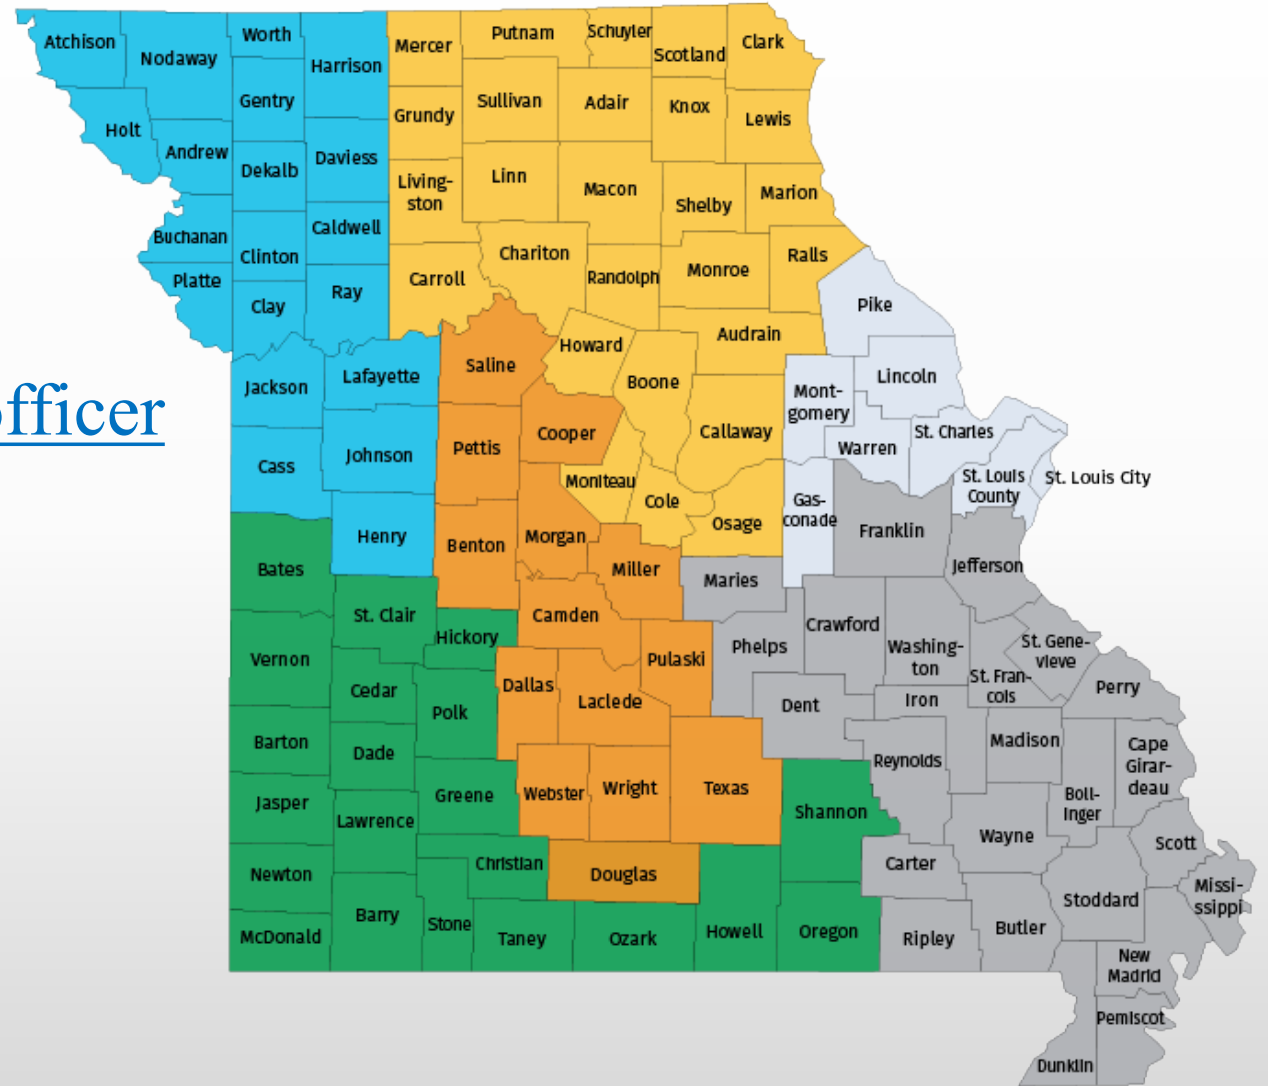 Atchison
Nodaway
Worth
Harrison
Mercer
Putnam
Schuyler
Scotland
Clark
Gentry
Grundy
Sullivan
Adair
Knox
Lewis
Holt
Andrew
Dekalb
Daviess
Living-
ston
Linn
Macon
Shelby
Marion
Buchanan
Clinton
Caldwell
Chariton
Monroe
Ralls
Platte
Clay
Ray
Carroll
Randolph
Pike
Audrain
Howard
Saline
Boone
Jackson
Lafayette
Mont-
gomery
Lincoln
fficer
Cooper
Callaway
Warren
St. Charles
Cass
Johnson
Pettis
Moniteau
Cole
St. Louis
County
St. Louis City
Henry
Benton
Morgan
Osage
Gas-
conade
Franklin
Bates
Miller
Maries
Jefferson
St. Clair
Hickory
Camden
Crawford
Vernon
Pulaski
Phelps
Washing-
ton
St. Gene-
vieve
Cedar
Polk
Dallas
Laclede
Dent
Iron
St. Fran-
cois
Perry
Barton
Dade
Reynolds
Madison
Cape
Girar-
deau
Jasper
Lawrence
Greene
Webster
Wright
Texas
Shannon
Boll-
inger
Wayne
Scott
Newton
Christian
Douglas
Carter
Stoddard
Missi-
ssippi
McDonald
Barry
Stone
Taney
Ozark
Howell
Oregon
Ripley
Butler
New
Madrid
Pemiscot
Dunklin